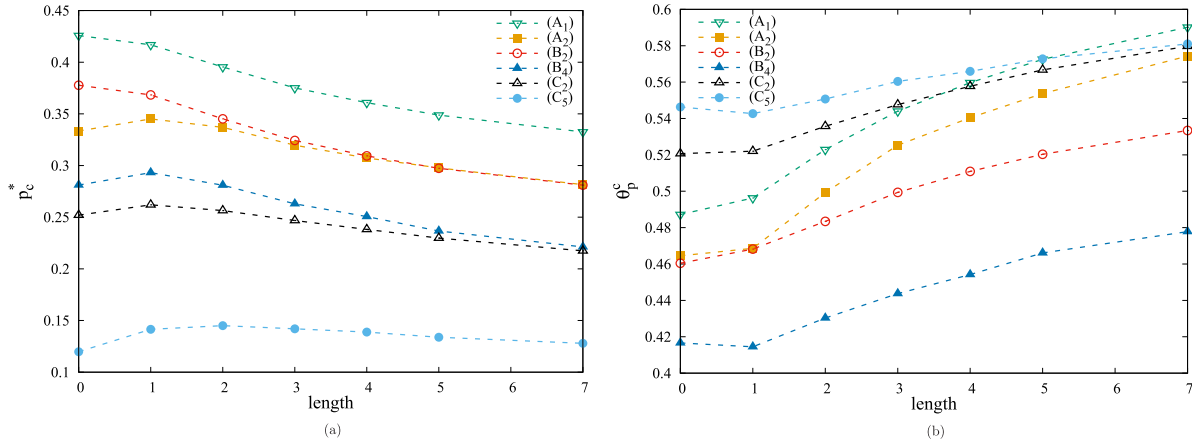 0.45
0.4
0.35
0.3
0.25
0.2
0.15
0.1
0 1 2 3 4 5 6 7
p*c
length
(A1)
(A2)
(B2)
(B4)
(C2)
(C5)
(a)
0.6
0.58
0.56
0.54
0.52
0.5
0.48
0.46
0.44
0.42
0.4
0 1 2 3 4 5 6 7
θpc
length
(A1)
(A2)
(B2)
(B4)
(C2)
(C5)
(b)